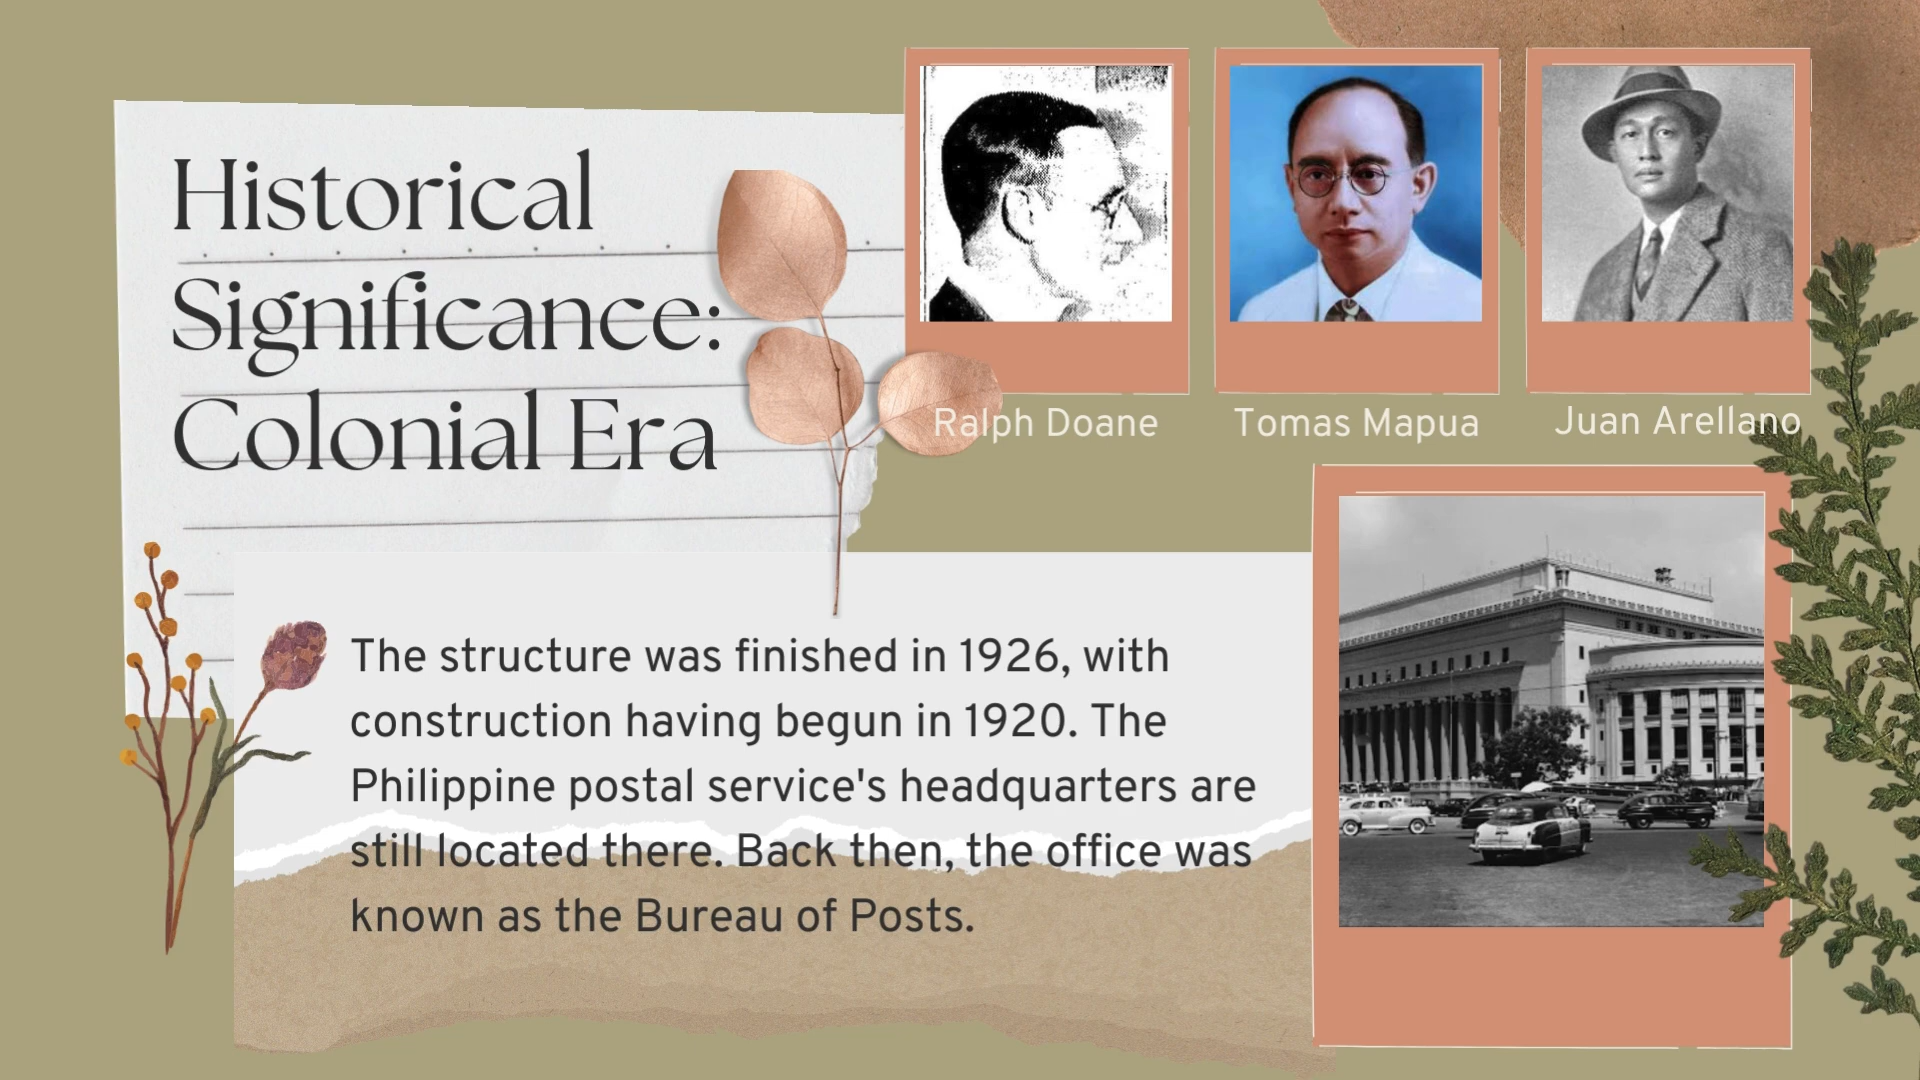 Historical
Significance:
Colonial Era
Ralph Doane
Tomas Mapua
Juan Arellano
The structure was finished in 1926, with
construction having begun in 1920. The
Philippine postal service's headquarters are
still located there. Back then, the office was
known as the Bureau of Posts.